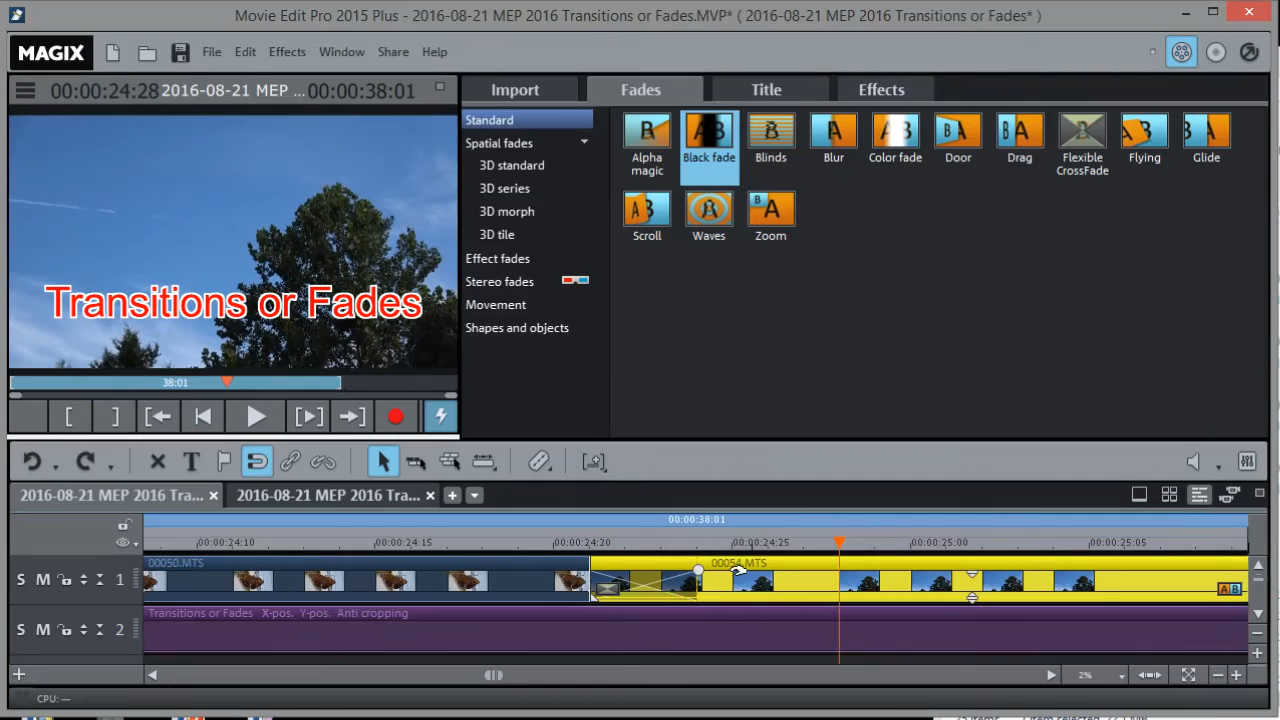 Movie Edit Pro 2015 Plus - 2016-08-21 MEP 2016 Transitions or Fades.MVP* ( 2016-08-21 MEP 2016 Transitions or Fades* )
MAGIX File Edit Effects Window Share Help
00:00:24:28 2016-08-21 MEP ... 00:00:38:01
Import Fades Title Effects
Standard
Spatial fades
3D standard
3D series
3D morph
3D tile
Effect fades
Stereo fades
Movement
Shapes and objects
Alpha magic
Black fade
Blinds
Blur
Color fade
Door
Drag
Flexible CrossFade
Flying
Glide
Scroll
Waves
Zoom
Transitions or Fades
38:01
2016-08-21 MEP 2016 Tra... × 2016-08-21 MEP 2016 Tra... ×
00:00:38:01
00:00:24:10 00:00:24:15 00:00:24:20 00:00:24:25 00:00:25:00 00:00:25:05
00050.MTS 00054.MTS
S M 1
AB
Transitions or Fades X-pos. Y-pos. Anti cropping
S M 2
2%
CPU: —